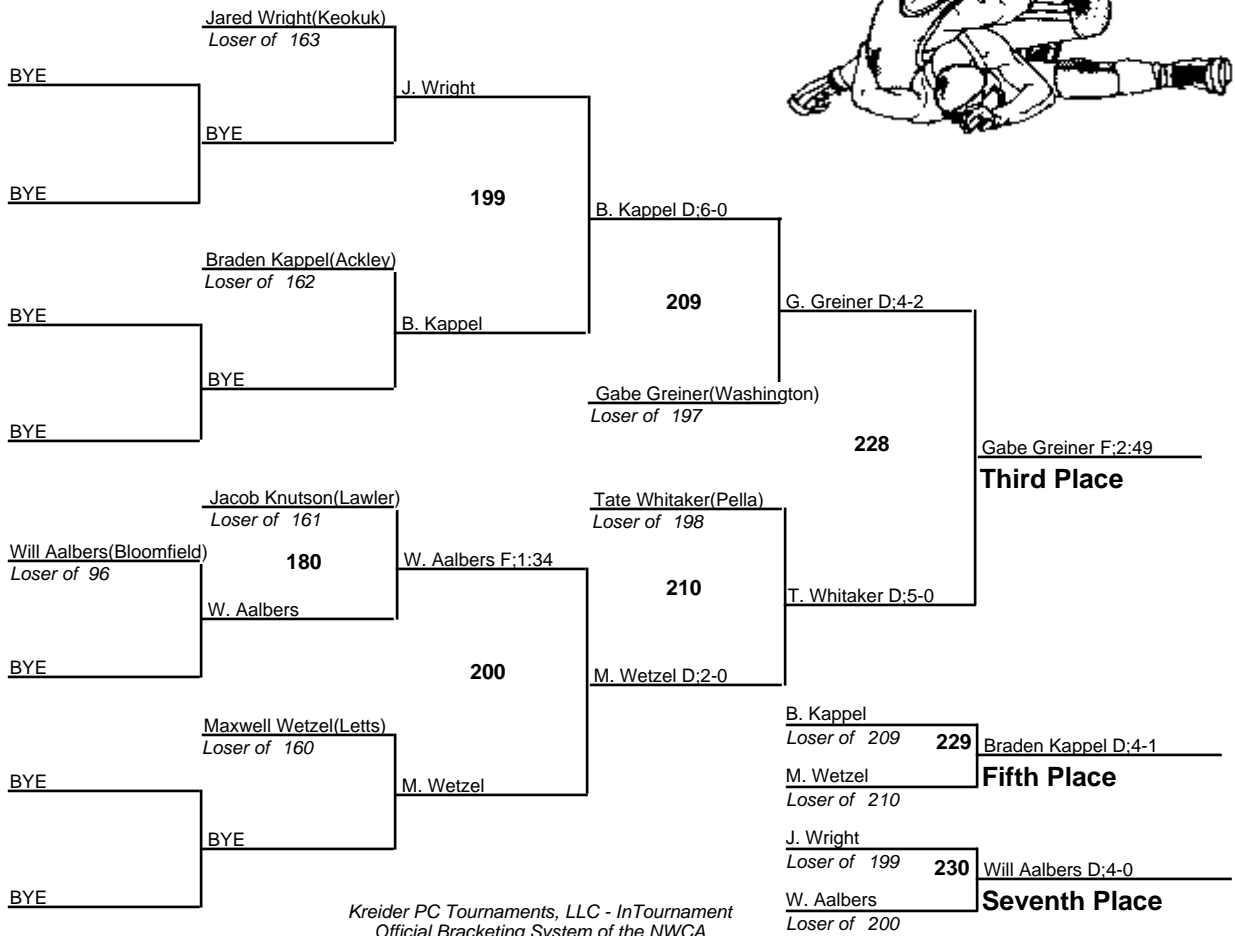 Jared Wright(Keokuk)
Loser of 163
BYE
J. Wright
BYE
BYE
199
B. Kappel D;6-0
Braden Kappel(Ackley)
Loser of 162
209
G. Greiner D;4-2
BYE
B. Kappel
BYE
Gabe Greiner(Washington)
Loser of 197
BYE
228
Gabe Greiner F;2:49
Third Place
Jacob Knutson(Lawler)
Loser of 161
Tate Whitaker(Pella)
Loser of 198
Will Aalbers(Bloomfield)
Loser of 96
180
W. Aalbers F;1:34
210
T. Whitaker D;5-0
W. Aalbers
BYE
200
M. Wetzel D;2-0
Maxwell Wetzel(Letts)
Loser of 160
B. Kappel
Loser of 209
229
Braden Kappel D;4-1
Fifth Place
M. Wetzel
Loser of 210
BYE
M. Wetzel
BYE
J. Wright
Loser of 199
230
Will Aalbers D;4-0
Seventh Place
W. Aalbers
Loser of 200
BYE
Kreider PC Tournaments, LLC - InTournament
Official Bracketing System of the NWCA